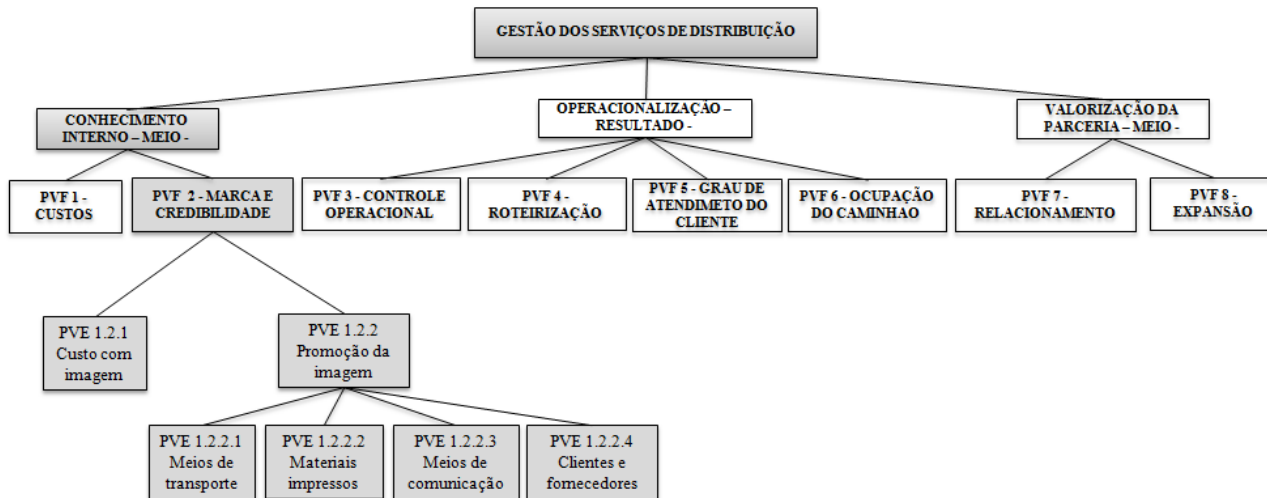 GESTÃO DOS SERVIÇOS DE DISTRIBUIÇÃO
CONHECIMENTO
INTERNO – MEIO -
OPERACIONALIZAÇÃO –
RESULTADO -
VALORIZAÇÃO DA
PARCERIA – MEIO -
PVF 1 -
CUSTOS
PVF 2 - MARCA E
CREDIBILIDADE
PVF 3 - CONTROLE
OPERACIONAL
PVF 4 -
ROTEIRIZAÇÃO
PVF 5 - GRAU DE
ATENDIMETO DO
CLIENTE
PVF 6 - OCUPAÇÃO
DO CAMINHAO
PVF 7 -
RELACIONAMENTO
PVF 8 -
EXPANSÃO
PVE 1.2.1
Custo com
imagem
PVE 1.2.2
Promoção da
imagem
PVE 1.2.2.1
Meios de
transporte
PVE 1.2.2.2
Materiais
impressos
PVE 1.2.2.3
Meios de
comunicação
PVE 1.2.2.4
Clientes e
fornecedores